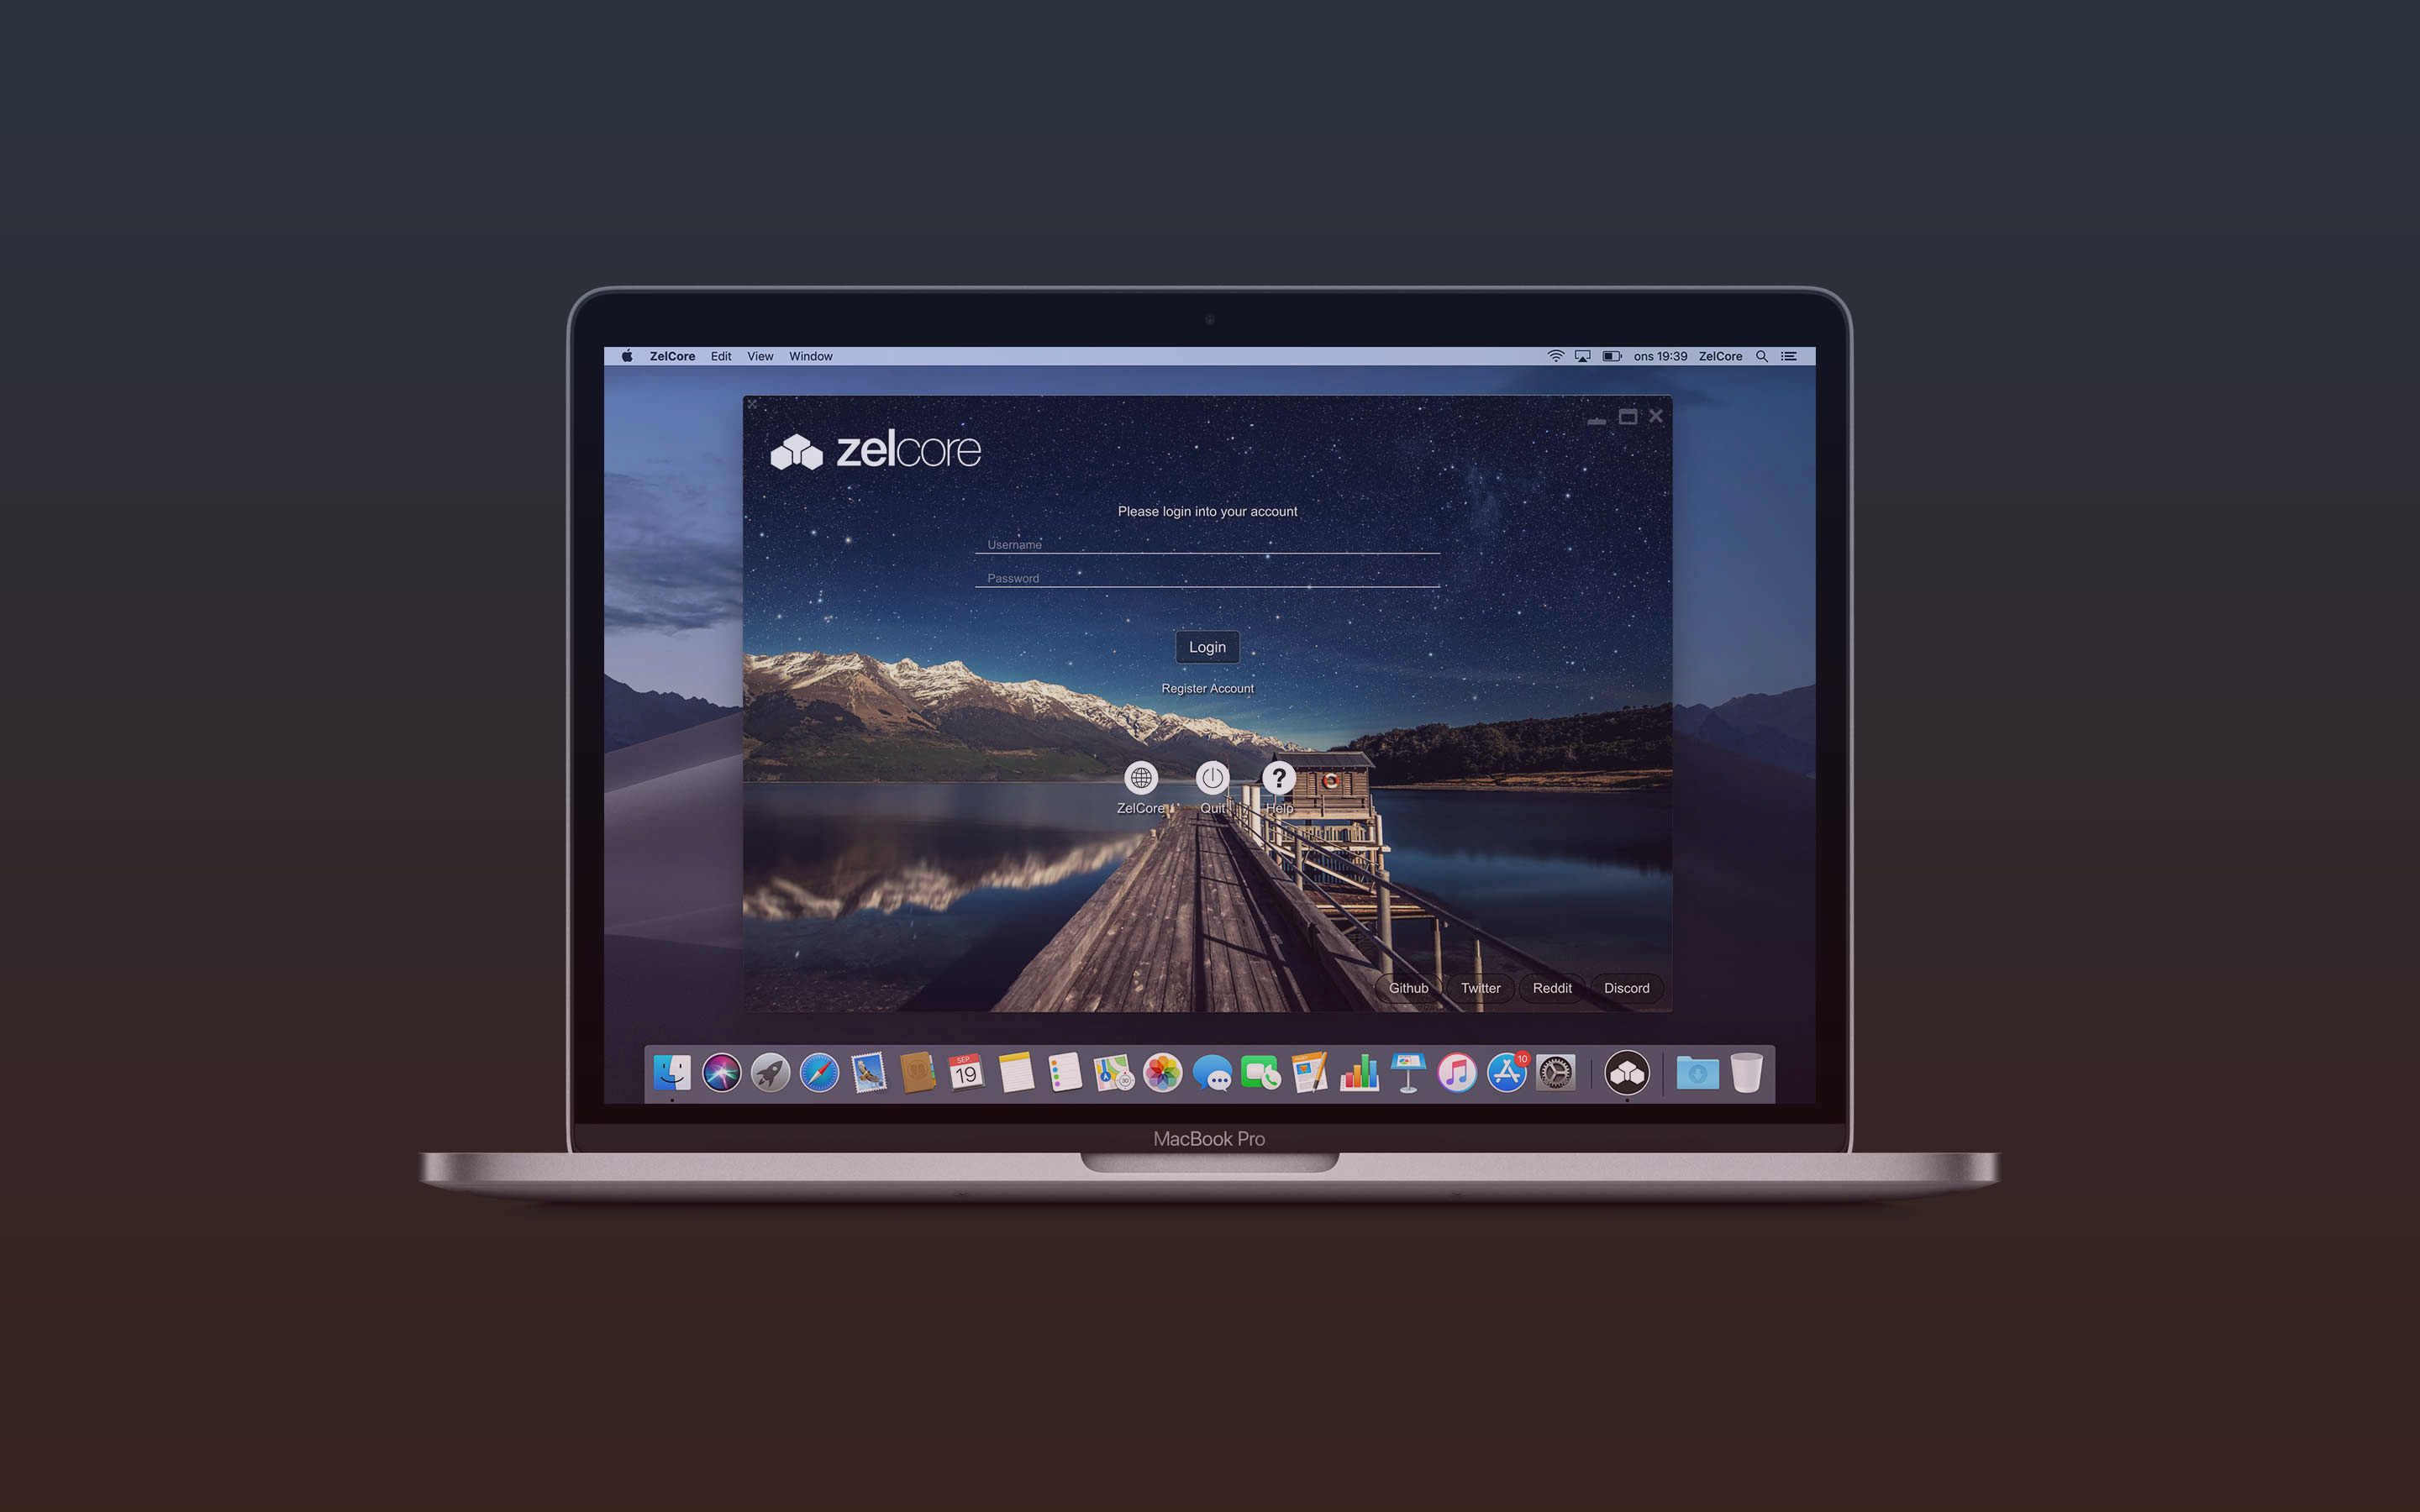 ZelCore Edit View Window ons 19:39 ZelCore
zelcore
Please login into your account
Username
Password
Login
Register Account
ZelCore Quit Help
Github Twitter Reddit Discord
SEP
19
10
MacBook Pro